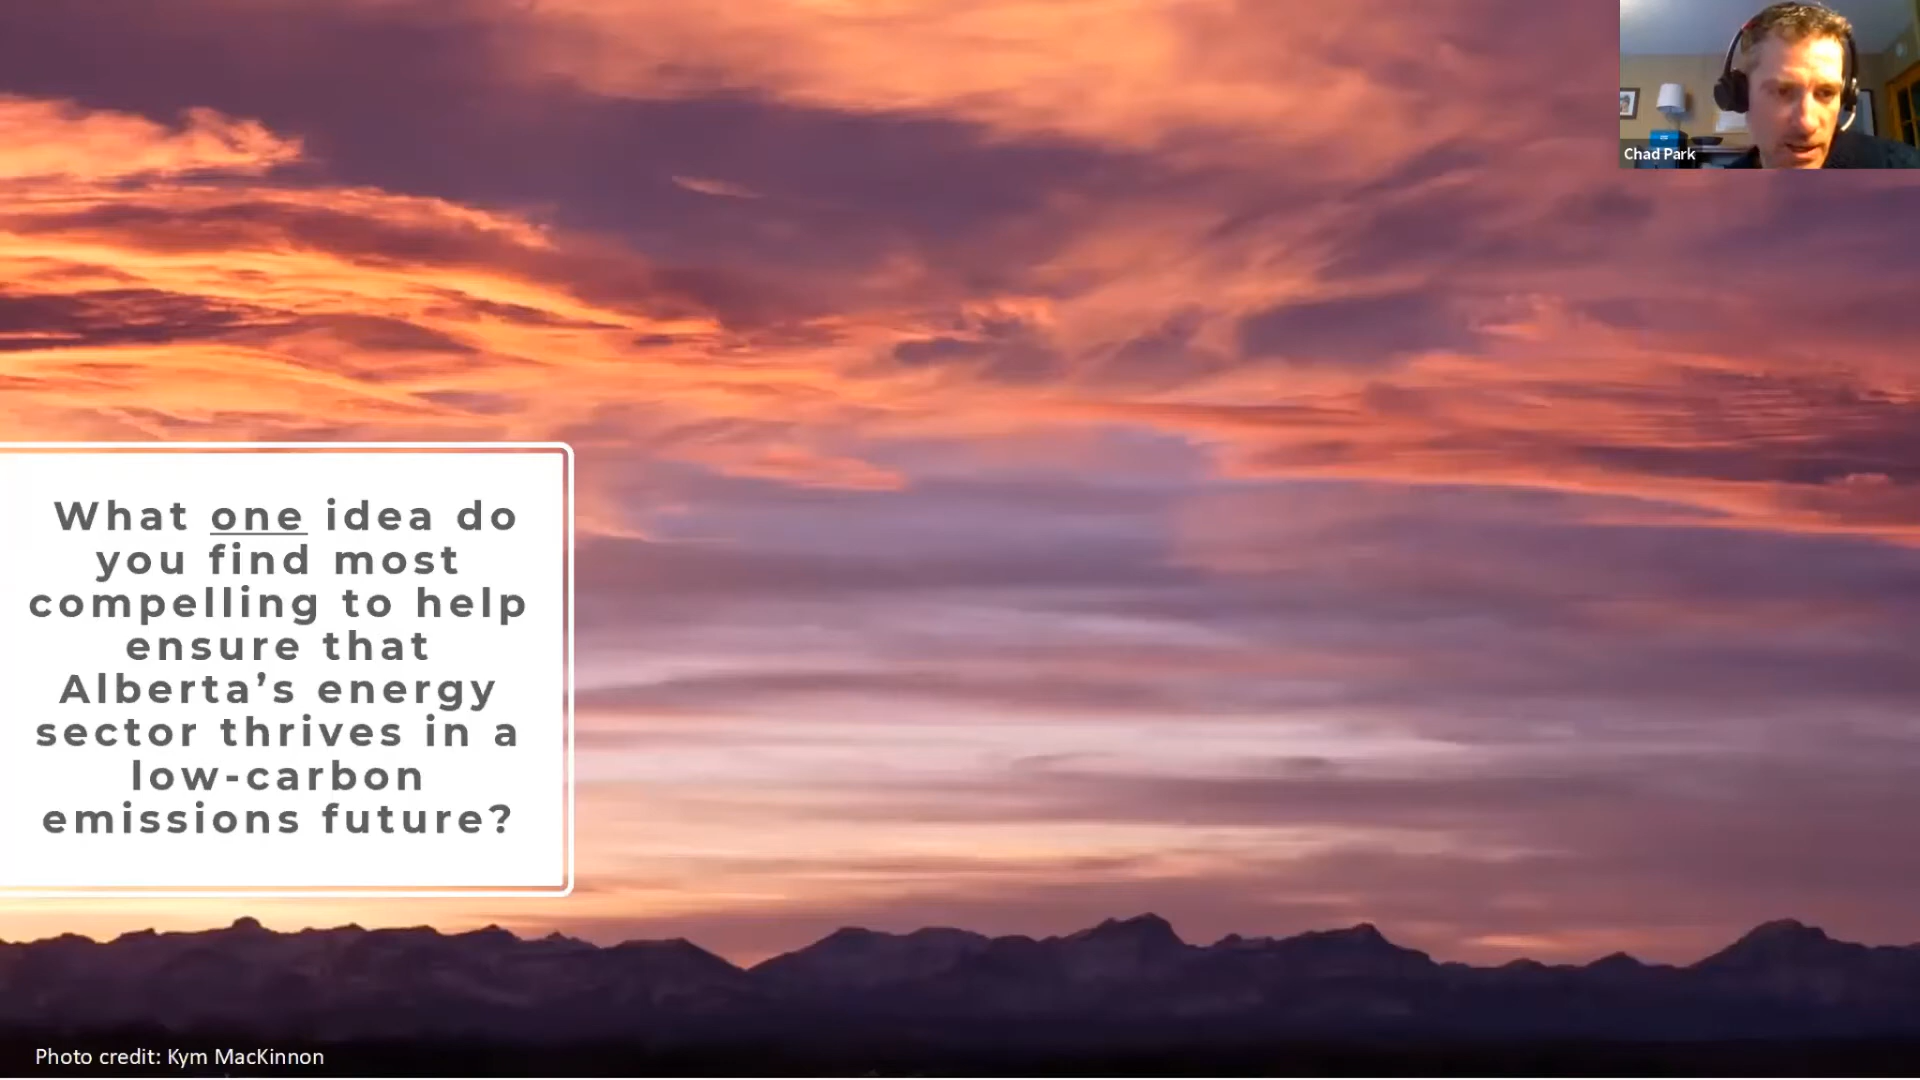 Chad Park
What one idea do
you find most
compelling to help
ensure that
Alberta’s energy
sector thrives in a
low-carbon
emissions future?
Photo credit: Kym MacKinnon